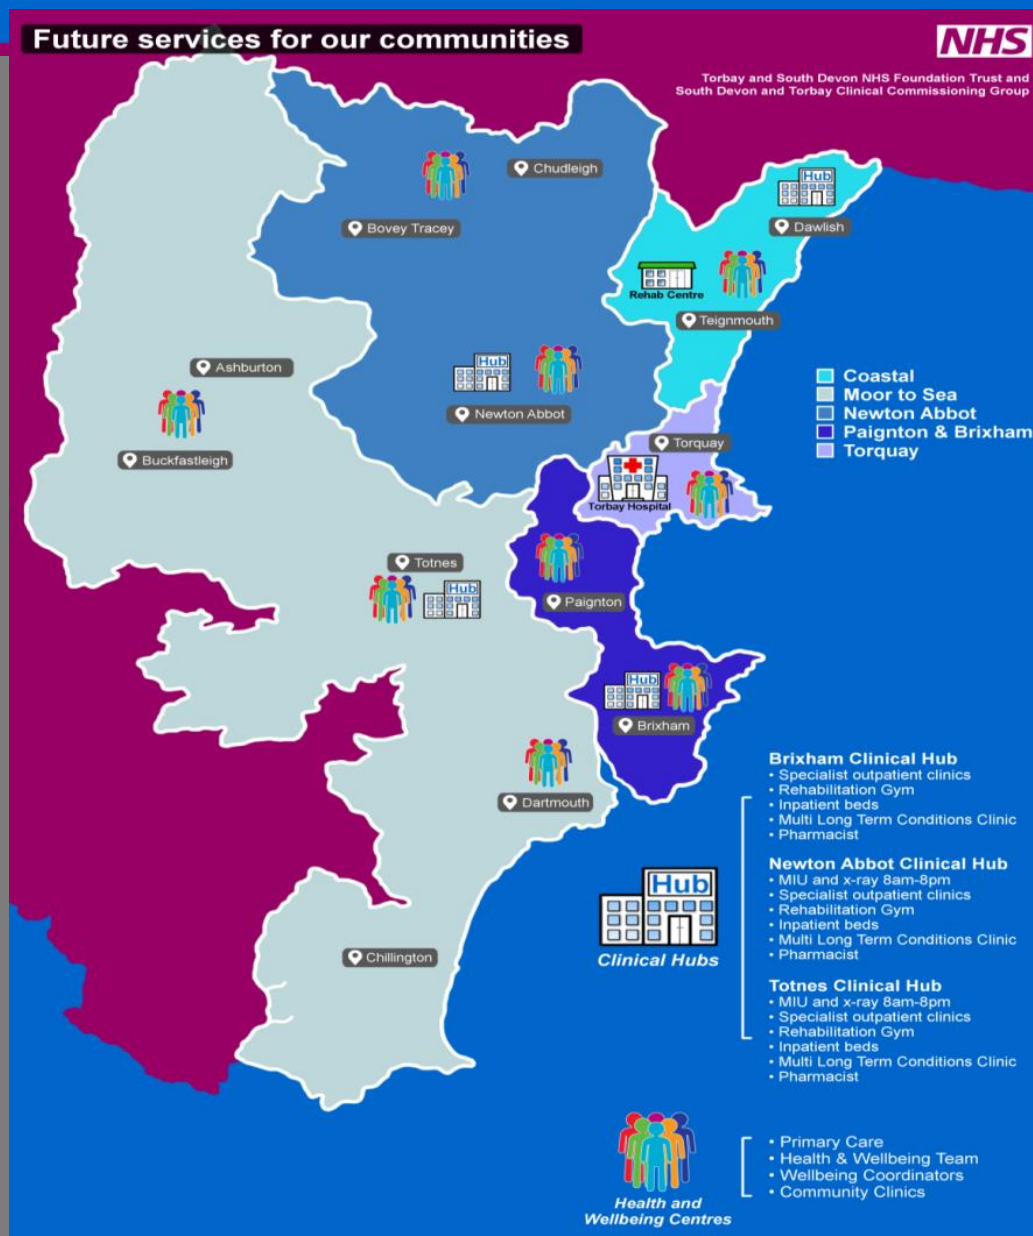 Future services for our communities
NHS
Torbay and South Devon NHS Foundation Trust and
South Devon and Torbay Clinical Commissioning Group
Chudleigh
Hub
Bovey Tracey
Dawlish
Rehab Centre
Teignmouth
Ashburton
Hub
Newton Abbot
Buckfastleigh
Coastal
Moor to Sea
Newton Abbot
Paignton & Brixham
Torquay
Torquay
Torbay Hospital
Totnes
Hub
Paignton
Hub
Brixham
Dartmouth
Chillington
Hub
Clinical Hubs
Brixham Clinical Hub
• Specialist outpatient clinics
• Rehabilitation Gym
• Inpatient beds
• Multi Long Term Conditions Clinic
• Pharmacist
Newton Abbot Clinical Hub
• MIU and x-ray 8am-8pm
• Specialist outpatient clinics
• Rehabilitation Gym
• Inpatient beds
• Multi Long Term Conditions Clinic
• Pharmacist
Totnes Clinical Hub
• MIU and x-ray 8am-8pm
• Specialist outpatient clinics
• Rehabilitation Gym
• Inpatient beds
• Multi Long Term Conditions Clinic
• Pharmacist
Health and
Wellbeing Centres
• Primary Care
• Health & Wellbeing Team
• Wellbeing Coordinators
• Community Clinics